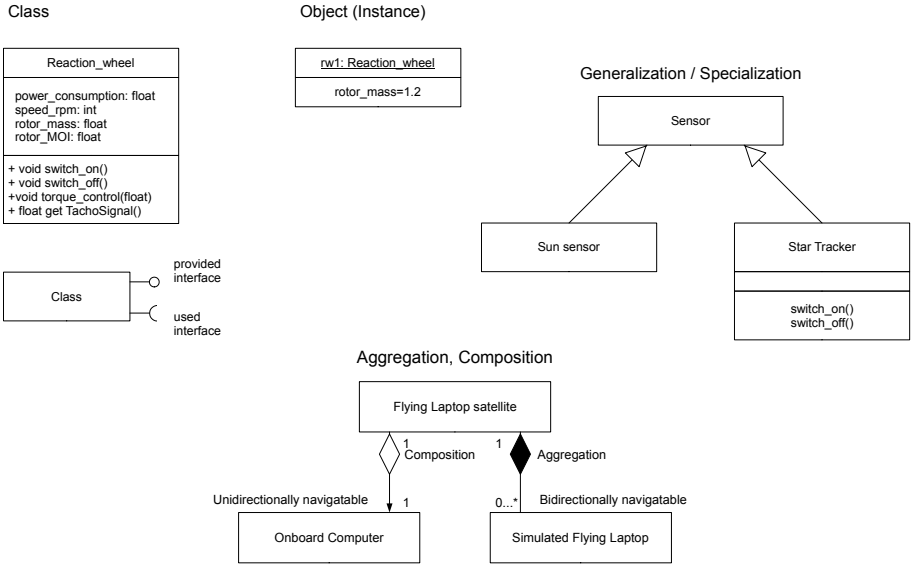 Class
Object (Instance)
Reaction_wheel
power_consumption: float
speed_rpm: int
rotor_mass: float
rotor_MOI: float
+ void switch_on()
+ void switch_off()
+void torque_control(float)
+ float get TachoSignal()
rw1: Reaction_wheel
rotor_mass=1.2
Generalization / Specialization
Sensor
Sun sensor
Star Tracker
switch_on()
switch_off()
Class
provided
interface
used
interface
Aggregation, Composition
Flying Laptop satellite
1
Composition
1
Aggregation
Unidirectionally navigatable
1
0...*
Bidirectionally navigatable
Onboard Computer
Simulated Flying Laptop